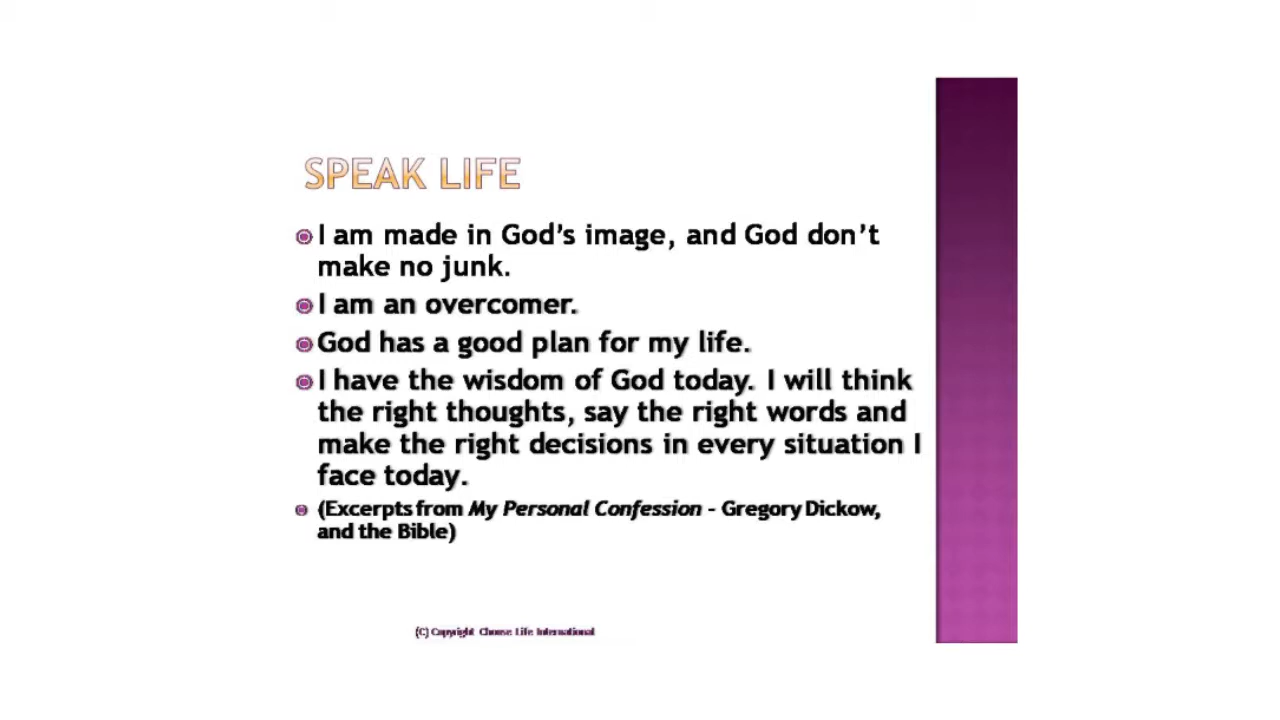 SPEAK LIFE
I am made in God's image, and God don't
make no junk.
I am an overcomer.
God has a good plan for my life.
I have the wisdom of God today. I will think
the right thoughts, say the right words and
make the right decisions in every situation I
face today.
(Excerpts from My Personal Confession - Gregory Dickow,
and the Bible)
(C) Copyright Choose Life International